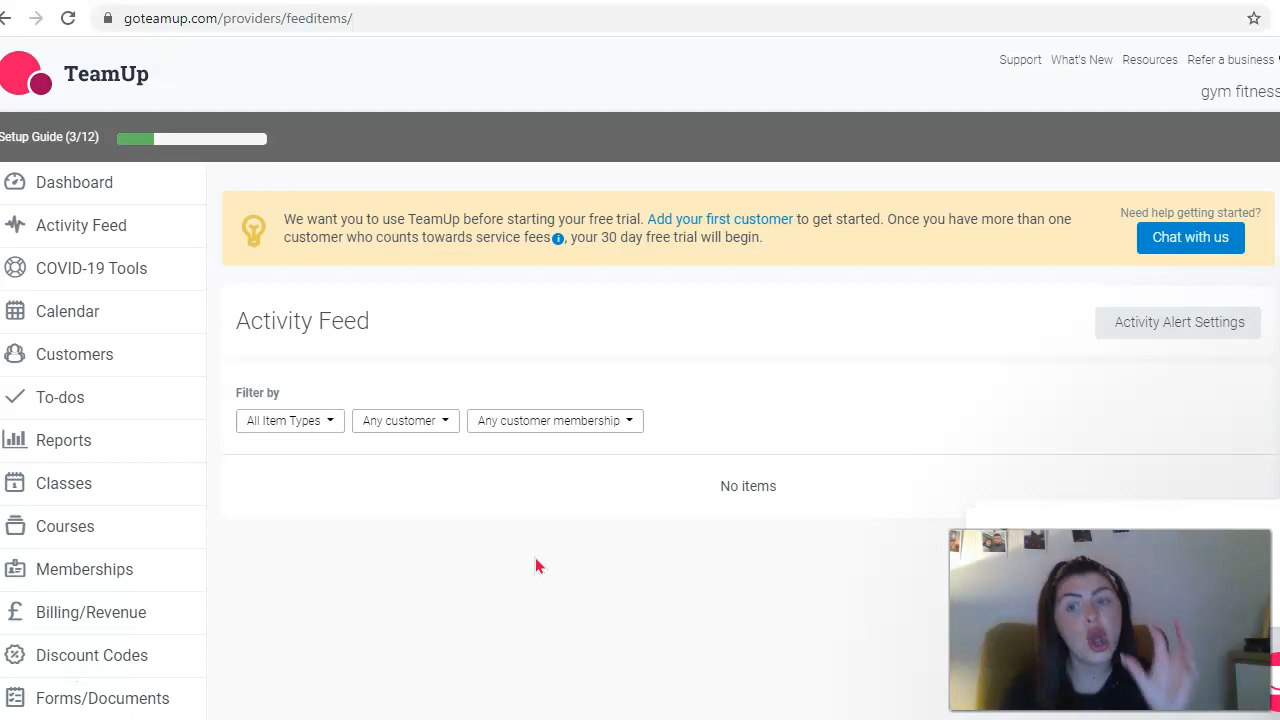 goteamup.com/providers/feeditems/
TeamUp
Support What's New Resources Refer a business
gym fitness
Setup Guide (3/12)
Dashboard
Activity Feed
COVID-19 Tools
Calendar
Customers
To-dos
Reports
Classes
Courses
Memberships
Billing/Revenue
Discount Codes
Forms/Documents
We want you to use TeamUp before starting your free trial. Add your first customer to get started. Once you have more than one
customer who counts towards service fees, your 30 day free trial will begin.
Need help getting started?
Chat with us
Activity Feed
Activity Alert Settings
Filter by
All Item Types Any customer Any customer membership
No items